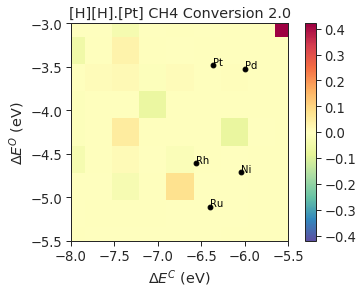 [H][H].[Pt] CH4 Conversion 2.0
−3.0
−3.5
−4.0
−4.5
−5.0
−5.5
ΔE^O (eV)
Pt
Pd
Rh
Ni
Ru
−8.0 −7.5 −7.0 −6.5 −6.0 −5.5
ΔE^C (eV)
0.4
0.3
0.2
0.1
0.0
−0.1
−0.2
−0.3
−0.4